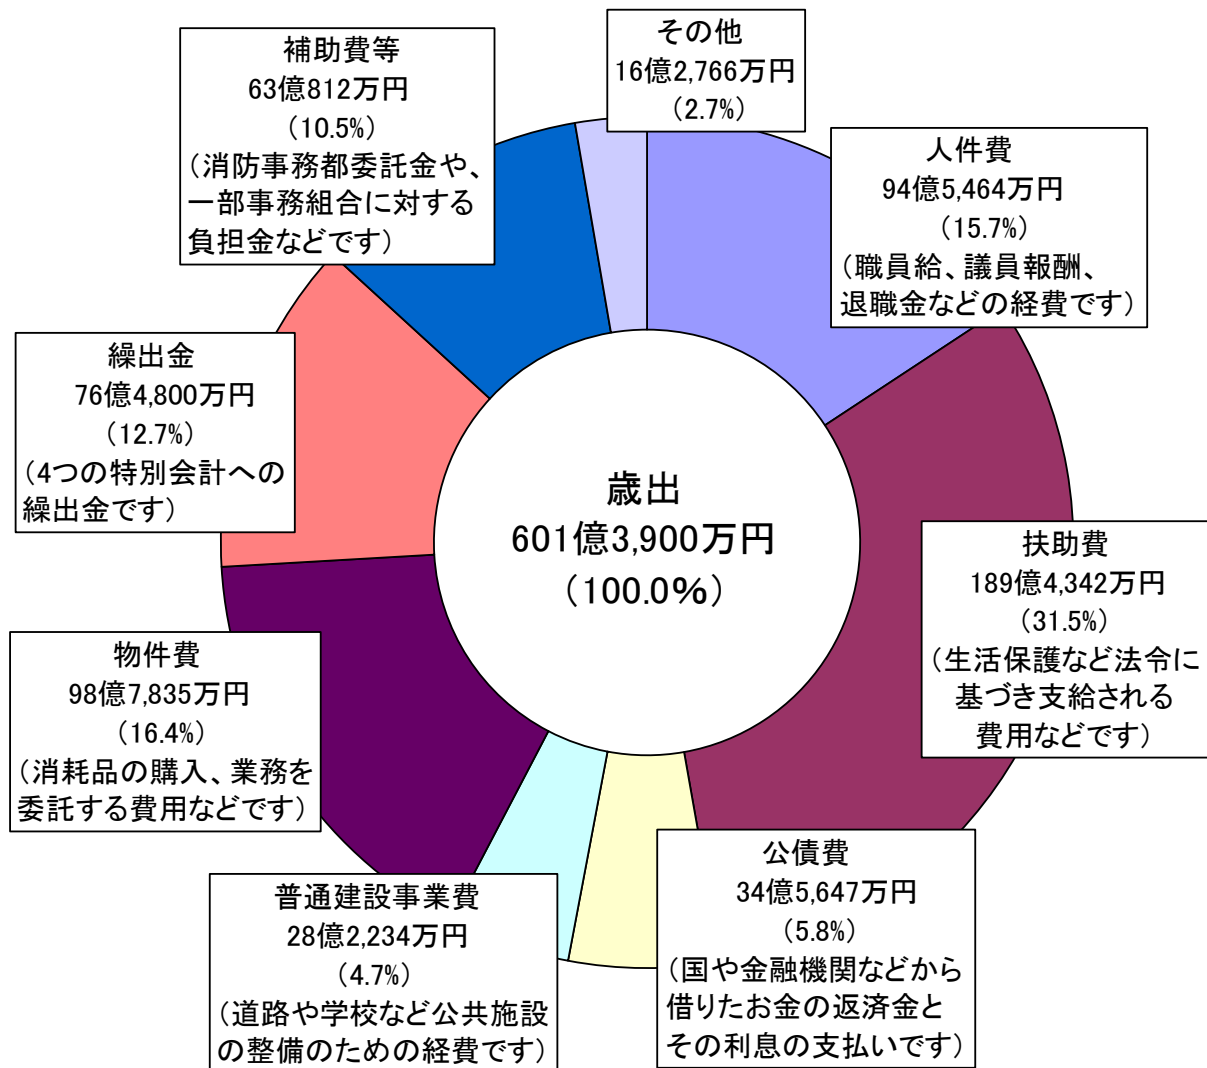 その他
16億2,766万円
（2.7%）
人件費
94億5,464万円
（15.7%）
（職員給、議員報酬、
退職金などの経費です）
扶助費
189億4,342万円
（31.5%）
（生活保護など法令に
基づき支給される
費用などです）
公債費
34億5,647万円
（5.8%）
（国や金融機関などから
借りたお金の返済金と
その利息の支払いです）
普通建設事業費
28億2,234万円
（4.7%）
（道路や学校など公共施設
の整備のための経費です）
物件費
98億7,835万円
（16.4%）
（消耗品の購入、業務を
委託する費用などです）
繰出金
76億4,800万円
（12.7%）
（4つの特別会計への
繰出金です）
補助費等
63億812万円
（10.5%）
（消防事務都委託金や、
一部事務組合に対する
負担金などです）
歳出
601億3,900万円
（100.0％）